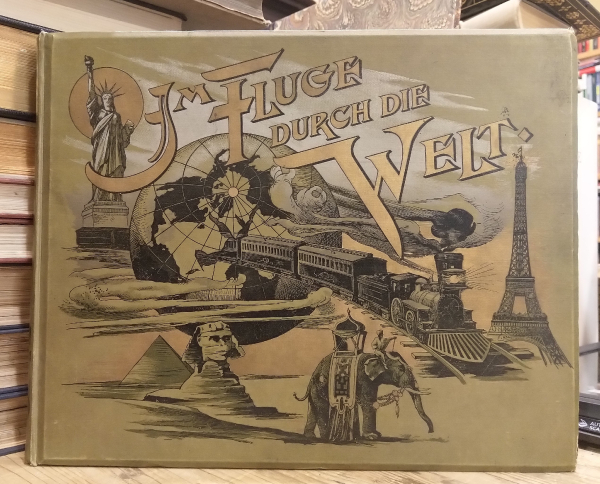 Im Fluge
durch die
Welt.